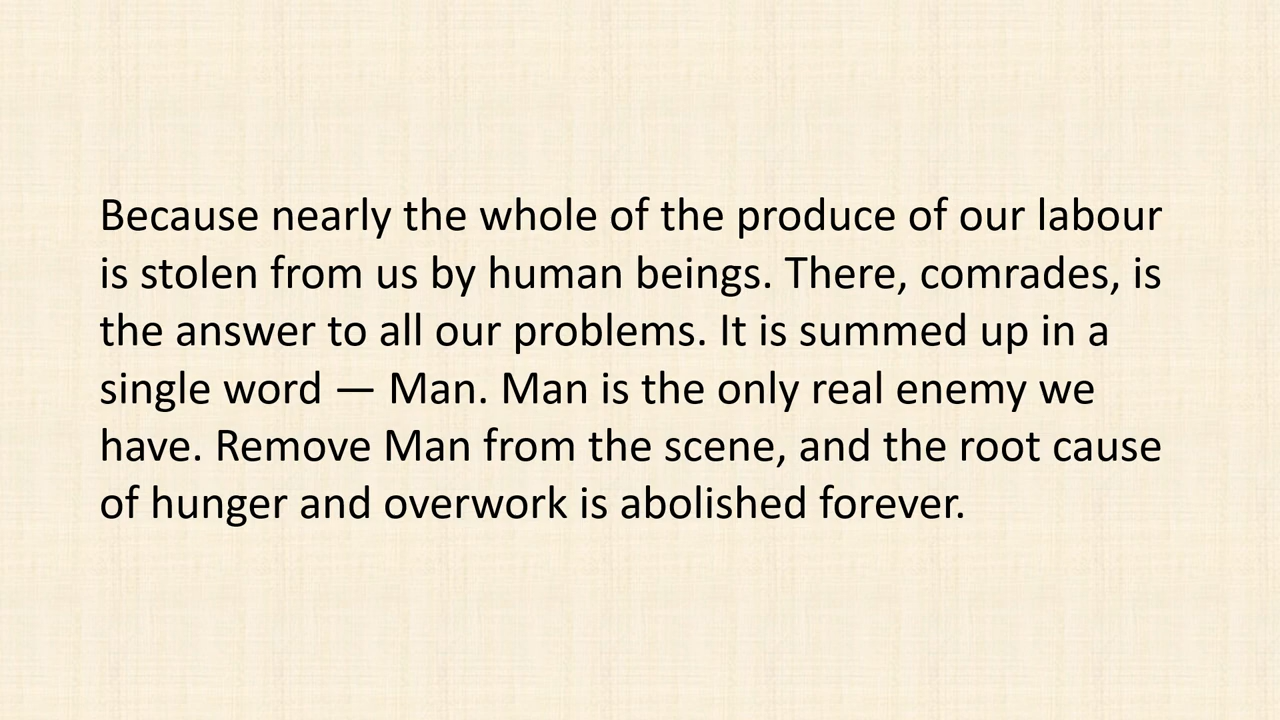 Because nearly the whole of the produce of our labour
is stolen from us by human beings. There, comrades, is
the answer to all our problems. It is summed up in a
single word — Man. Man is the only real enemy we
have. Remove Man from the scene, and the root cause
of hunger and overwork is abolished forever.